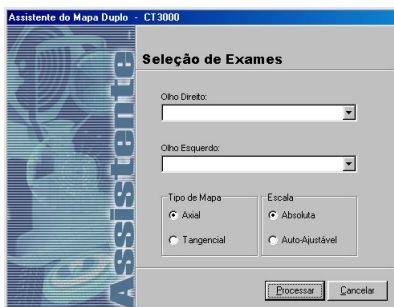 Assistente do Mapa Duplo - CT3000
Assistente
Seleção de Exames
Olho Direito:
Olho Esquerdo:
Tipo de Mapa
Axial
Tangencial
Escala
Absoluta
Auto-Ajustável
Processar
Cancelar